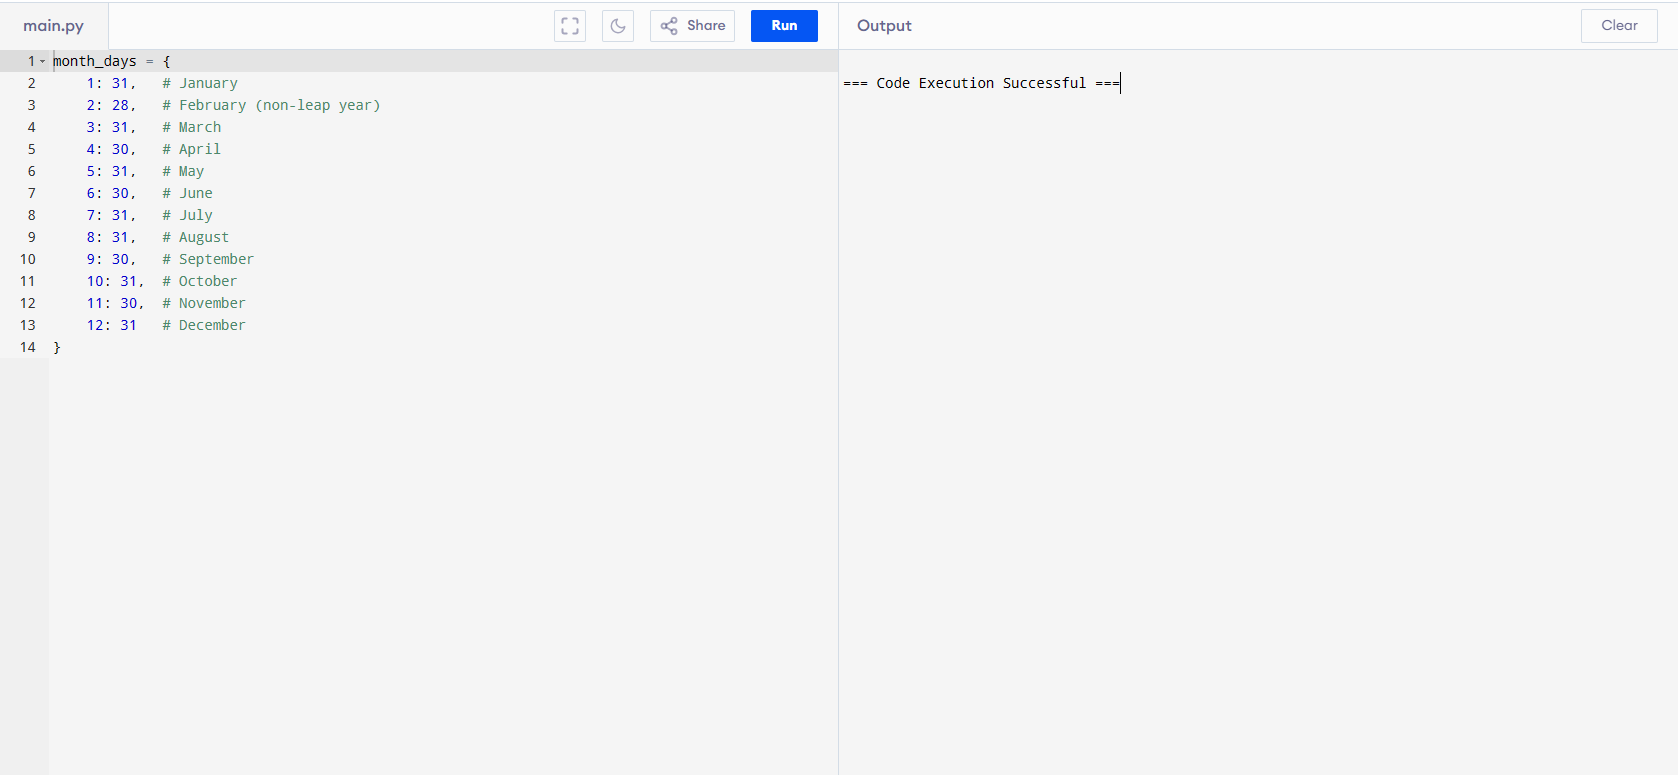 main.py
Share
Run
Output
Clear
1 month_days = {
2     1: 31,   # January
3     2: 28,   # February (non-leap year)
4     3: 31,   # March
5     4: 30,   # April
6     5: 31,   # May
7     6: 30,   # June
8     7: 31,   # July
9     8: 31,   # August
10     9: 30,   # September
11     10: 31,  # October
12     11: 30,  # November
13     12: 31   # December
14 }
=== Code Execution Successful ===